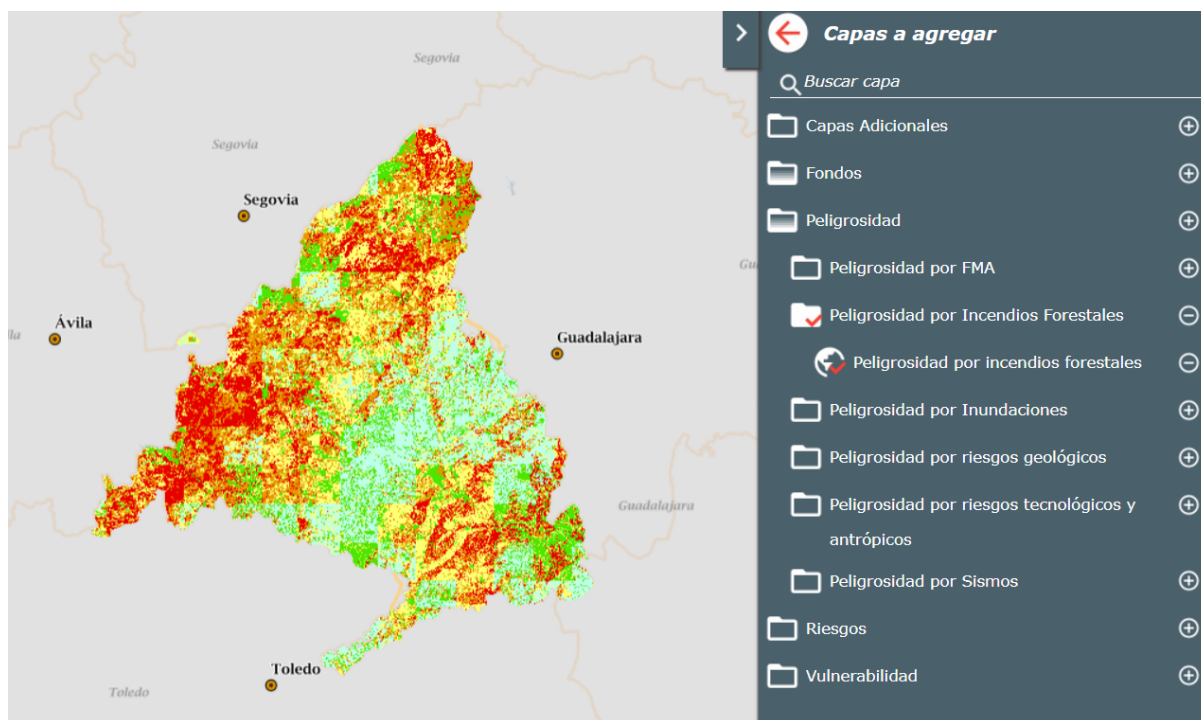 Segovia
Segovia
Segovia
Ávila
Guadalajara
Guadalajara
Toledo
Toledo
Capas a agregar
Buscar capa
Capas Adicionales
Fondos
Peligrosidad
Peligrosidad por FMA
Peligrosidad por Incendios Forestales
Peligrosidad por incendios forestales
Peligrosidad por Inundaciones
Peligrosidad por riesgos geológicos
Peligrosidad por riesgos tecnológicos y
antrópicos
Peligrosidad por Sismos
Riesgos
Vulnerabilidad